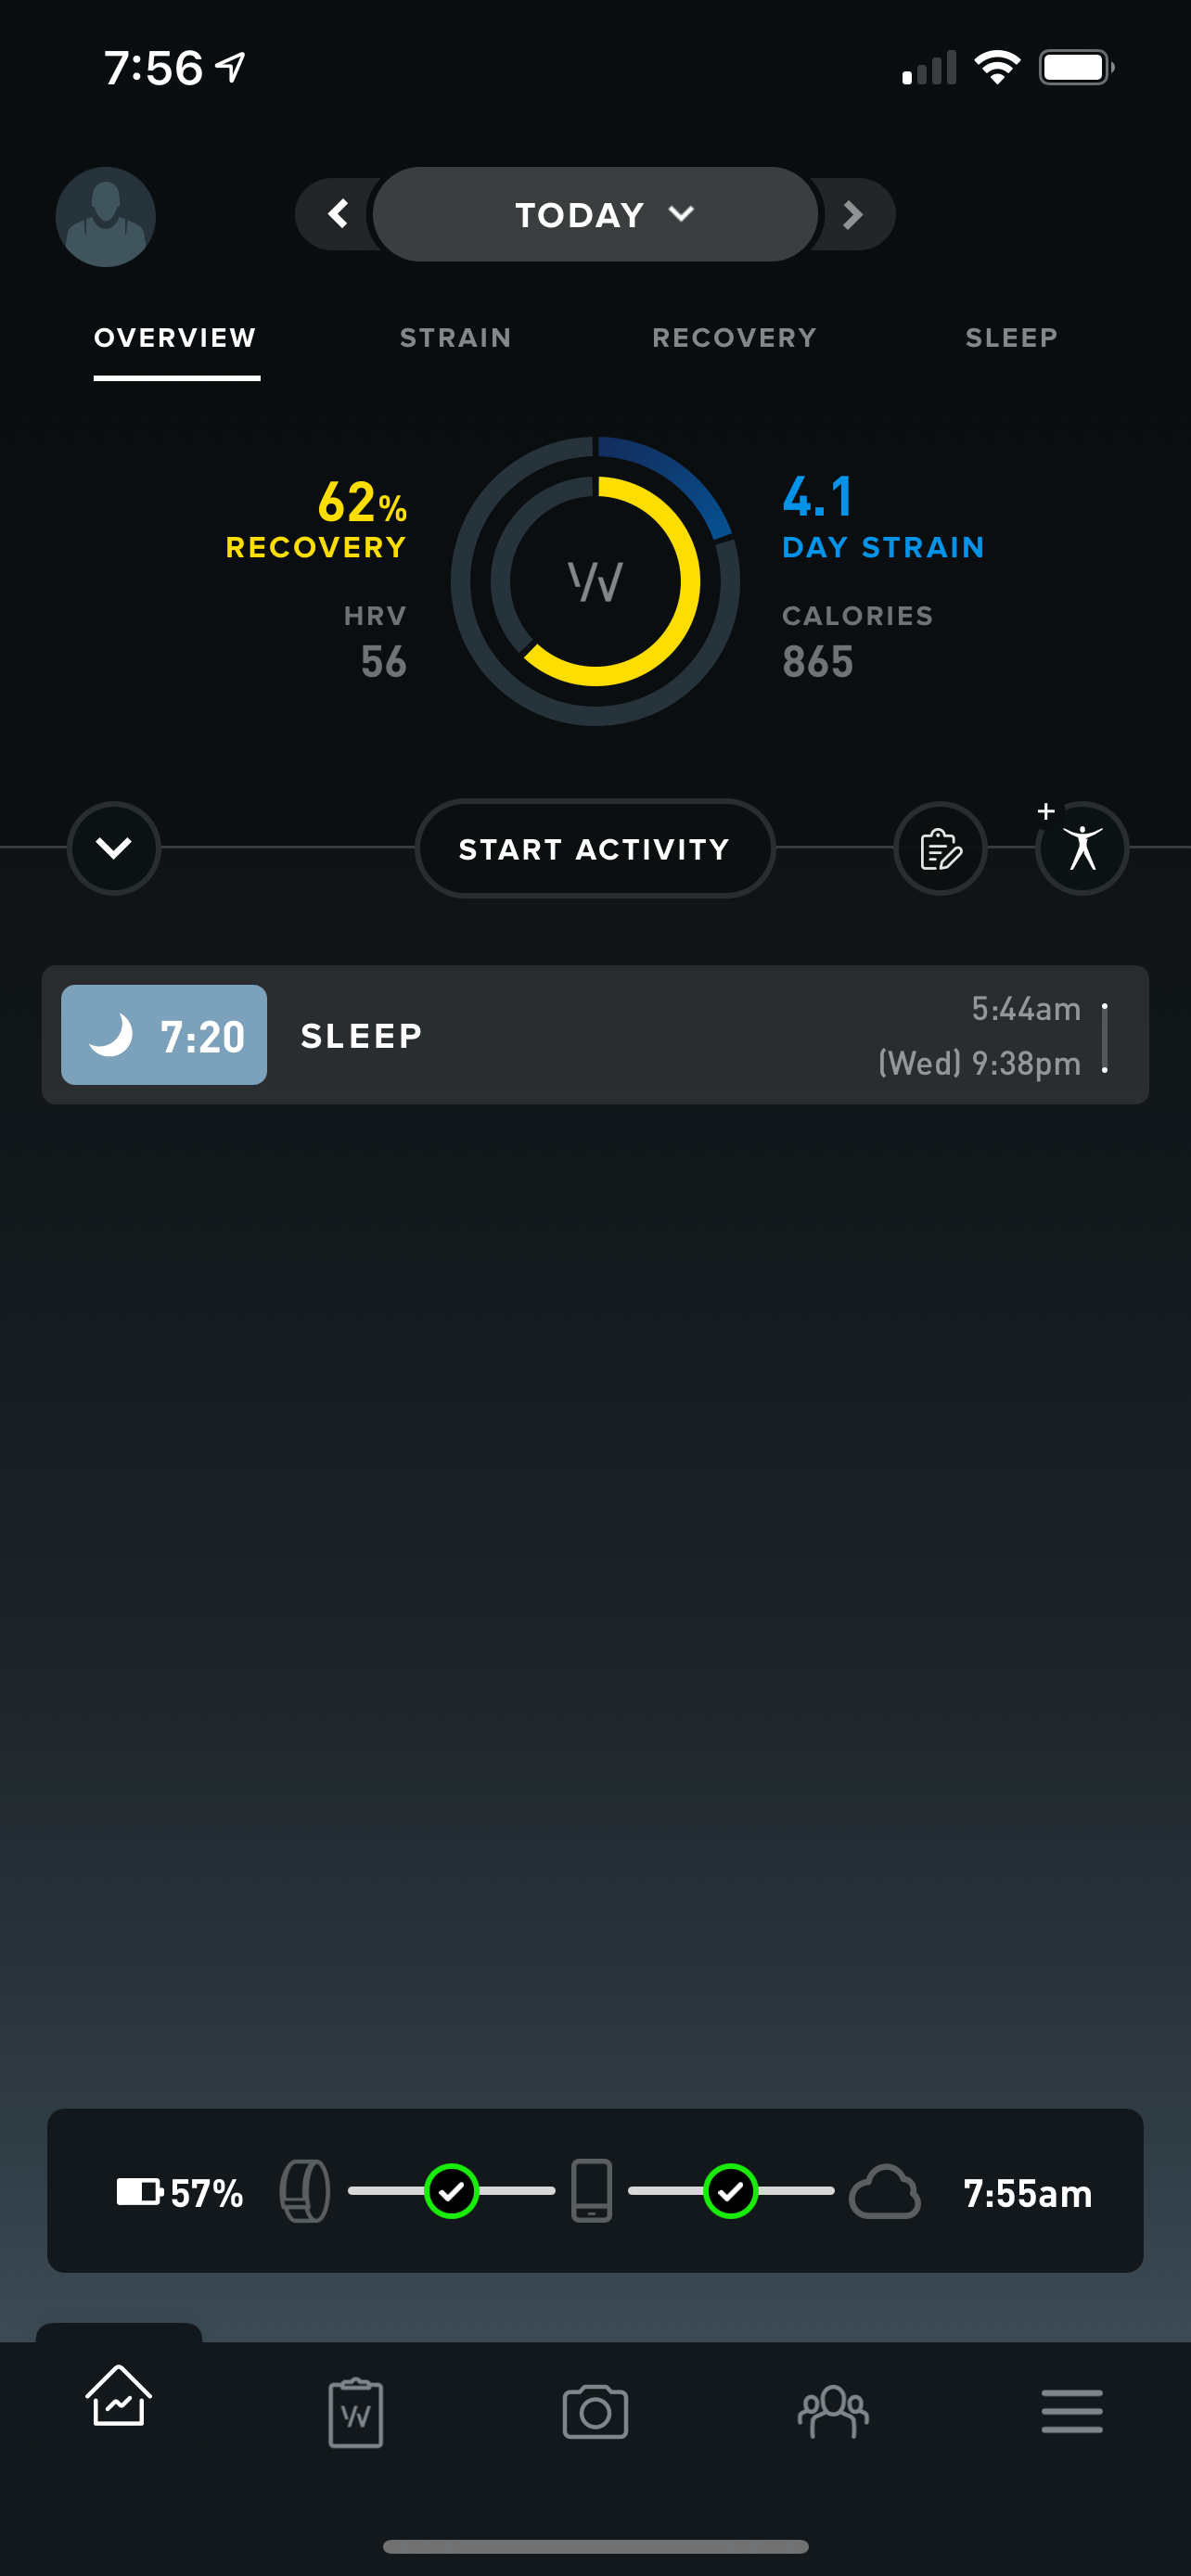 7:56
TODAY
OVERVIEW STRAIN RECOVERY SLEEP
62%
RECOVERY
HRV
56
4.1
DAY STRAIN
CALORIES
865
START ACTIVITY
7:20 SLEEP
5:44am
(Wed) 9:38pm
57%
7:55am